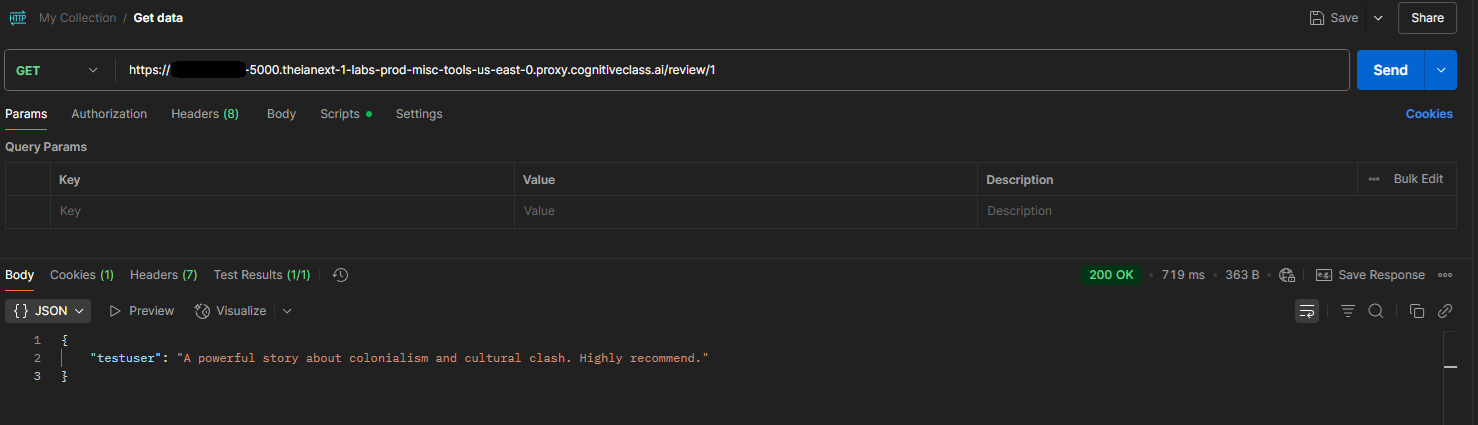 HTTP My Collection / Get data Save Share
GET https:// -5000.theianext-1-labs-prod-misc-tools-us-east-0.proxy.cognitiveclass.ai/review/1 Send
Params Authorization Headers (8) Body Scripts Settings Cookies
Query Params
Key Value Description Bulk Edit
Key Value Description
Body Cookies (1) Headers (7) Test Results (1/1) 200 OK • 719 ms • 363 B e.g. Save Response
{ } JSON Preview Visualize
1 {
2 "testuser": "A powerful story about colonialism and cultural clash. Highly recommend."
3 }